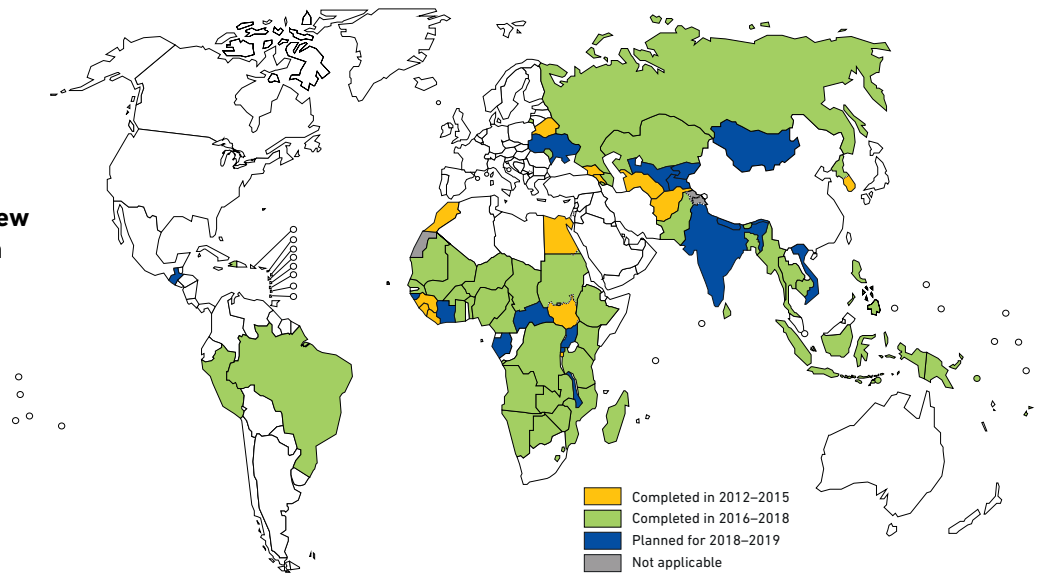 ew
Completed in 2012–2015
Completed in 2016–2018
Planned for 2018–2019
Not applicable